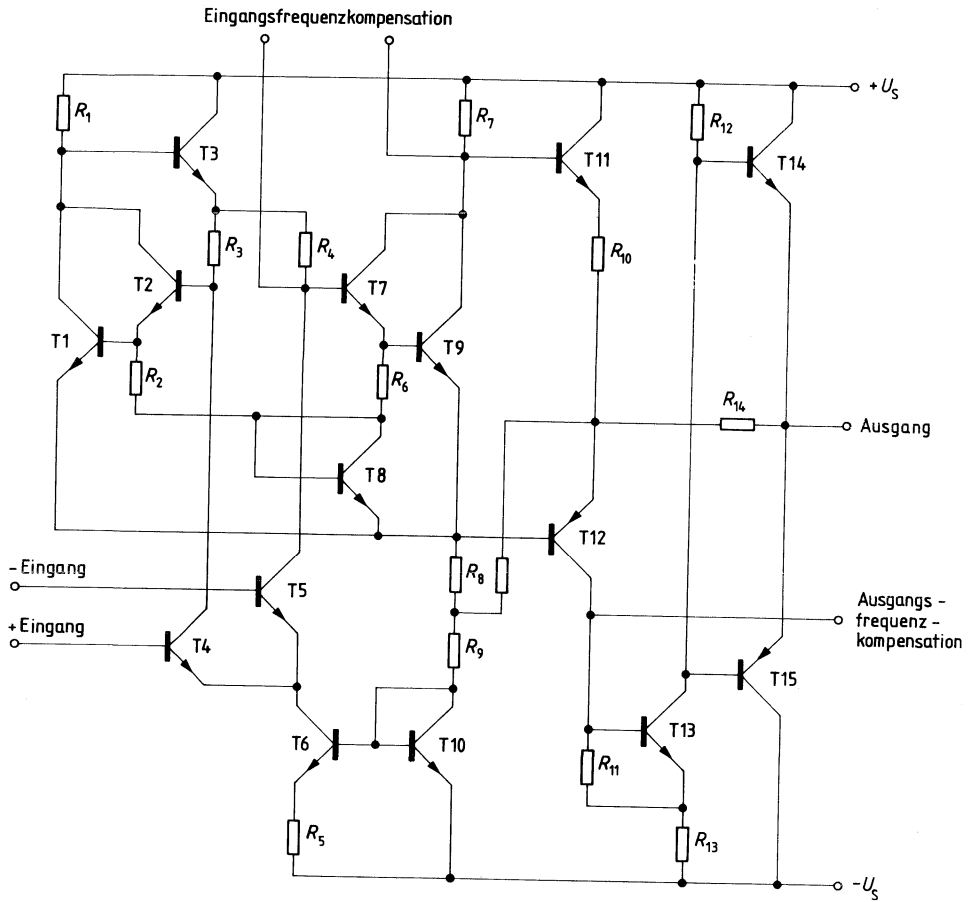 Eingangsfrequenzkompensation
+U_S
R_1
R_7
R_12
T3
T11
T14
R_3
R_4
R_10
T2
T7
T1
T9
R_2
R_6
R_14
Ausgang
T8
T12
-Eingang
T5
R_8
Ausgangs-
frequenz-
kompensation
+Eingang
T4
R_9
T15
T6
T10
T13
R_11
R_5
R_13
-U_S